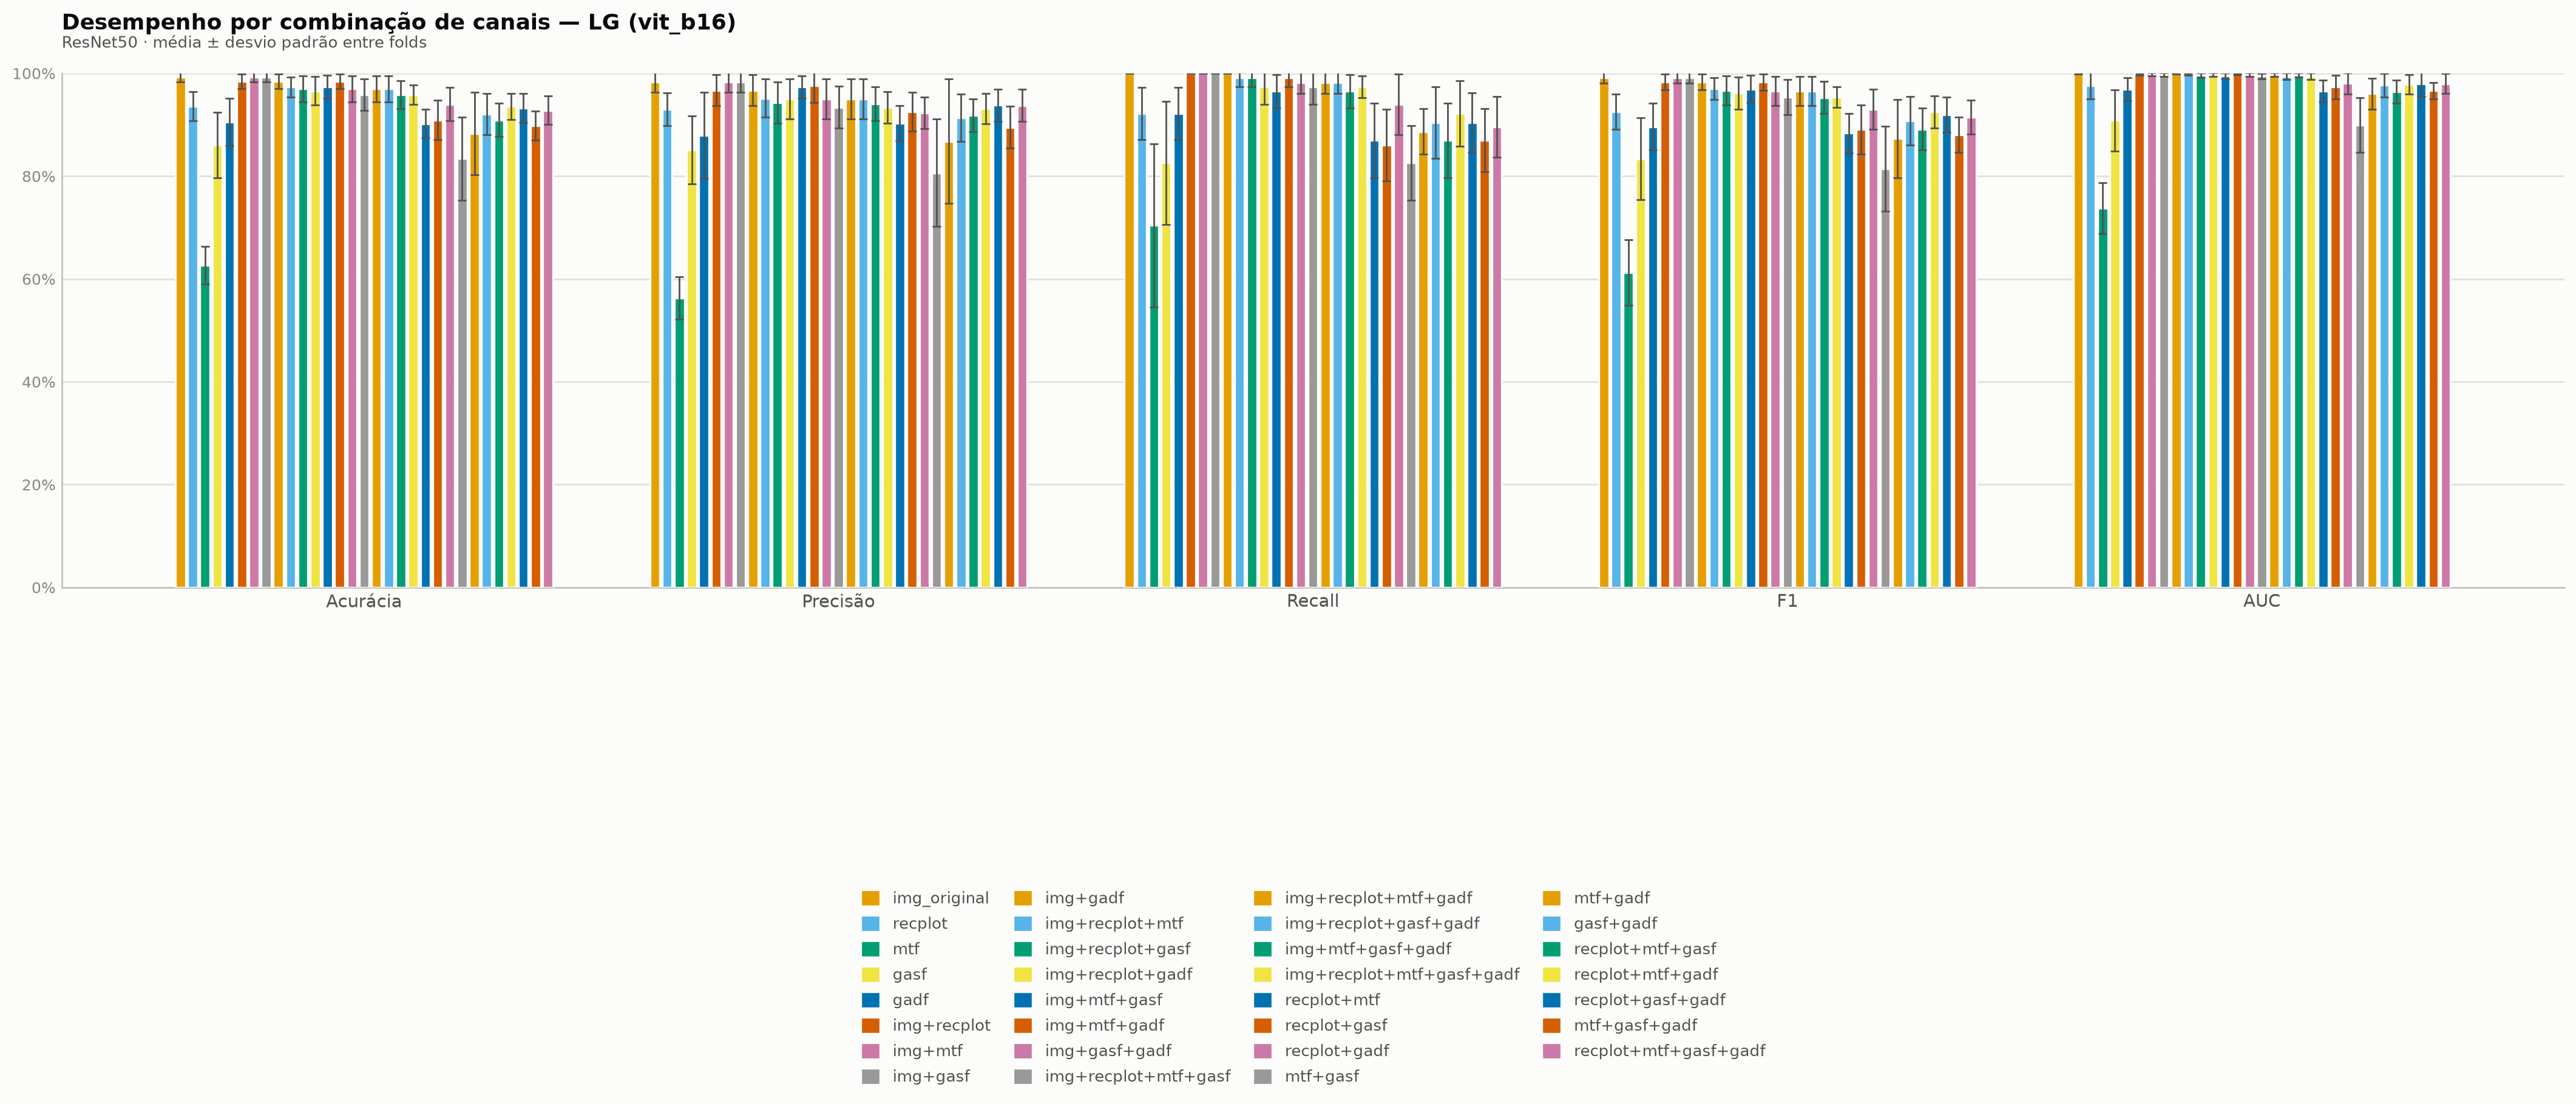 Desempenho por combinação de canais — LG (vit_b16)
ResNet50 · média ± desvio padrão entre folds
100%
80%
60%
40%
20%
0%
Acurácia
Precisão
Recall
F1
AUC
img_original
recplot
mtf
gasf
gadf
img+recplot
img+mtf
img+gasf
img+gadf
img+recplot+mtf
img+recplot+gasf
img+recplot+gadf
img+mtf+gasf
img+mtf+gadf
img+gasf+gadf
img+recplot+mtf+gasf
img+recplot+mtf+gadf
img+recplot+gasf+gadf
img+mtf+gasf+gadf
img+recplot+mtf+gasf+gadf
recplot+mtf
recplot+gasf
recplot+gadf
mtf+gasf
mtf+gadf
gasf+gadf
recplot+mtf+gasf
recplot+mtf+gadf
recplot+gasf+gadf
mtf+gasf+gadf
recplot+mtf+gasf+gadf